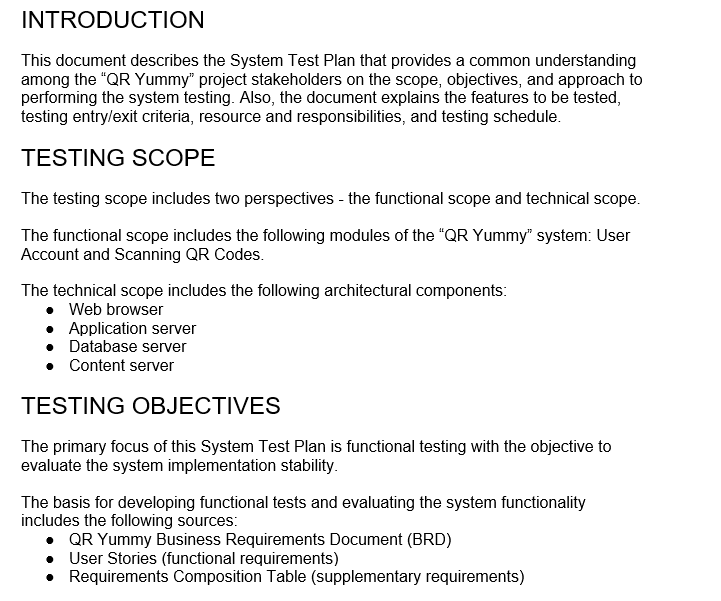 INTRODUCTION
This document describes the System Test Plan that provides a common understanding
among the “QR Yummy” project stakeholders on the scope, objectives, and approach to
performing the system testing. Also, the document explains the features to be tested,
testing entry/exit criteria, resource and responsibilities, and testing schedule.
TESTING SCOPE
The testing scope includes two perspectives - the functional scope and technical scope.
The functional scope includes the following modules of the “QR Yummy” system: User
Account and Scanning QR Codes.
The technical scope includes the following architectural components:
● Web browser
● Application server
● Database server
● Content server
TESTING OBJECTIVES
The primary focus of this System Test Plan is functional testing with the objective to
evaluate the system implementation stability.
The basis for developing functional tests and evaluating the system functionality
includes the following sources:
● QR Yummy Business Requirements Document (BRD)
● User Stories (functional requirements)
● Requirements Composition Table (supplementary requirements)